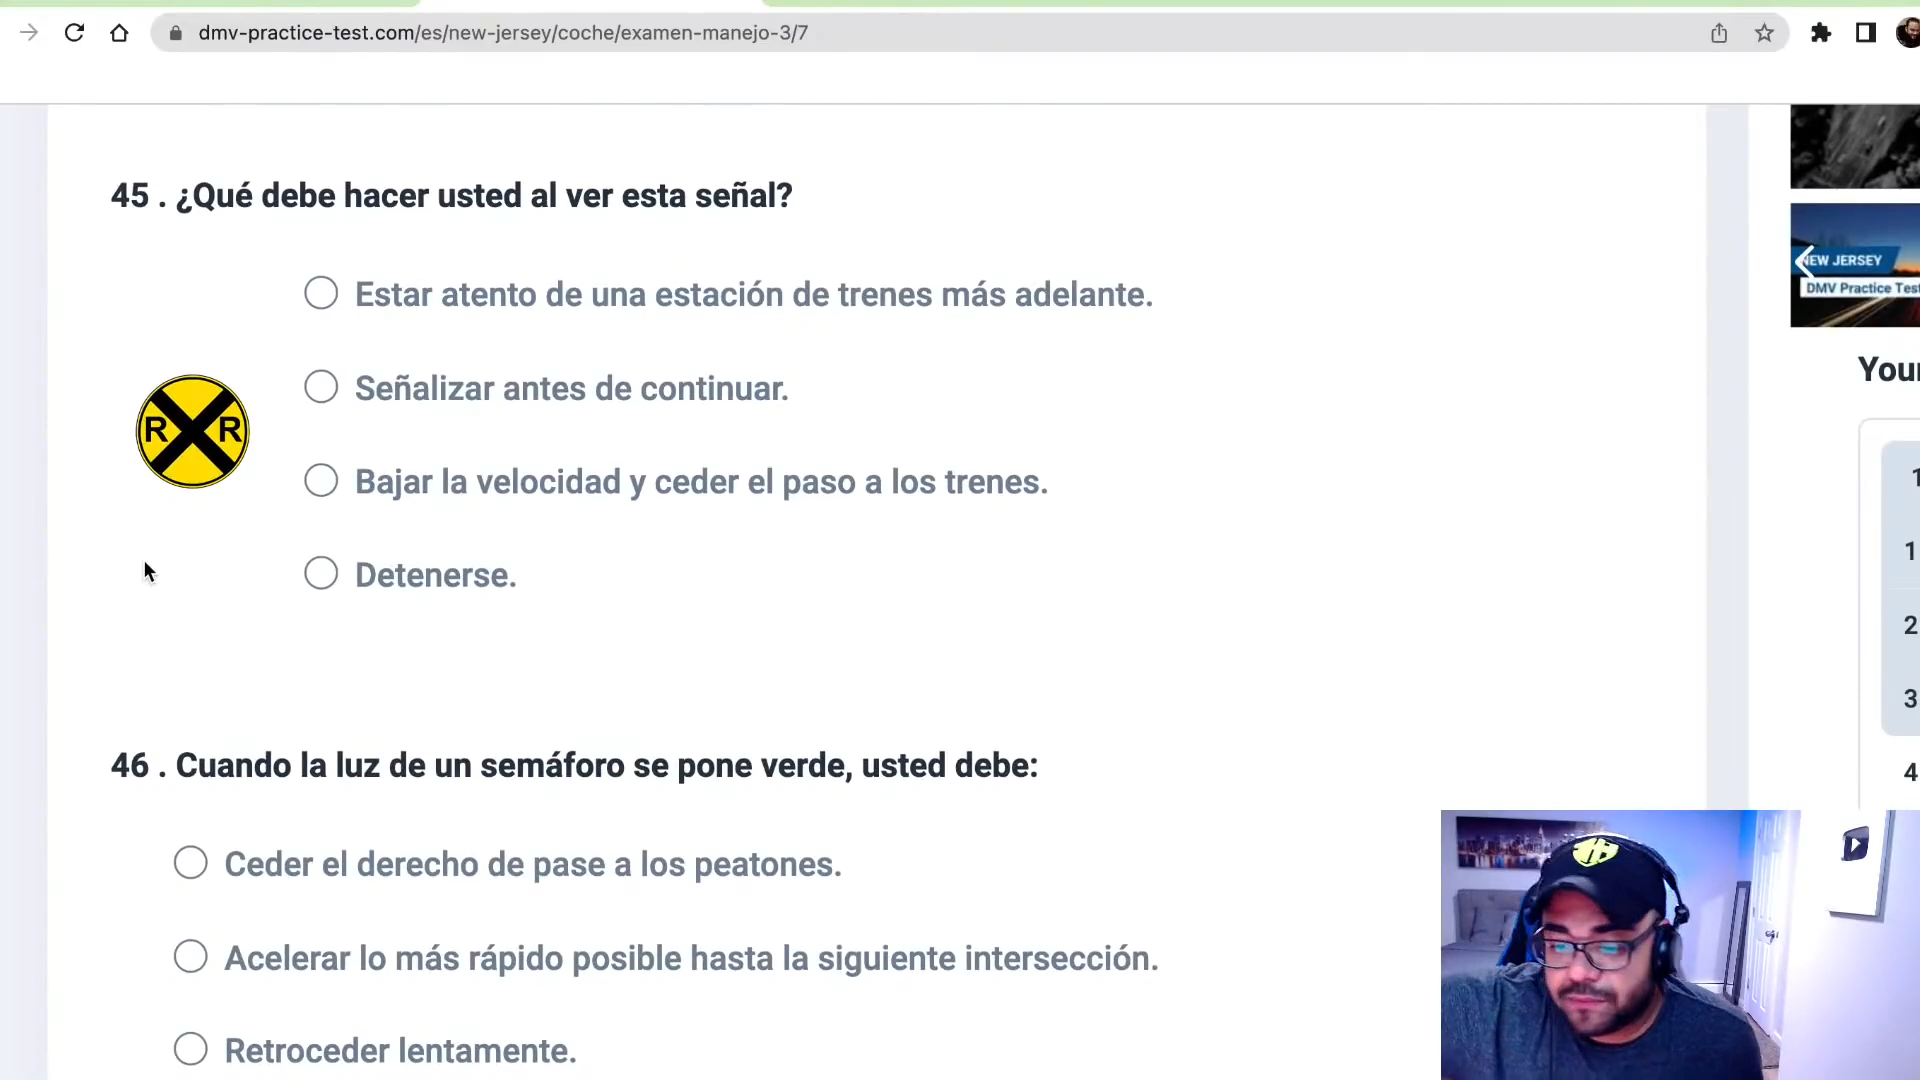 dmv-practice-test.com/es/new-jersey/coche/examen-manejo-3/7
45 . ¿Qué debe hacer usted al ver esta señal?
Estar atento de una estación de trenes más adelante.
Señalizar antes de continuar.
R R
Bajar la velocidad y ceder el paso a los trenes.
Detenerse.
46 . Cuando la luz de un semáforo se pone verde, usted debe:
Ceder el derecho de pase a los peatones.
Acelerar lo más rápido posible hasta la siguiente intersección.
Retroceder lentamente.
NEW JERSEY
DMV Practice Test
You
1
1
2
3
4